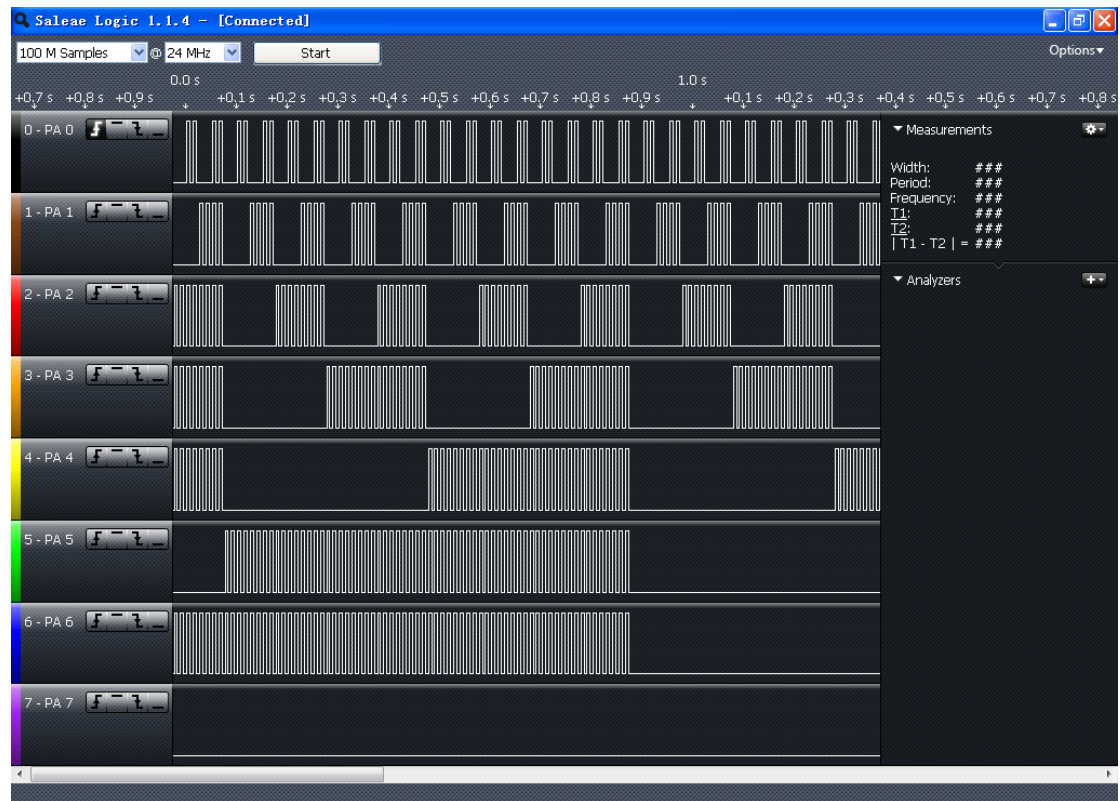 Saleae Logic 1.1.4 - [Connected]
100 M Samples @ 24 MHz Start Options
0.0 s 1.0 s
+0,7 s +0,8 s +0,9 s +0,1 s +0,2 s +0,3 s +0,4 s +0,5 s +0,6 s +0,7 s +0,8 s +0,9 s +0,1 s +0,2 s +0,3 s +0,4 s +0,5 s +0,6 s +0,7 s +0,8 s
0 - PA 0
1 - PA 1
2 - PA 2
3 - PA 3
4 - PA 4
5 - PA 5
6 - PA 6
7 - PA 7
Measurements
Width: ###
Period: ###
Frequency: ###
T1: ###
T2: ###
| T1 - T2 | = ###
Analyzers